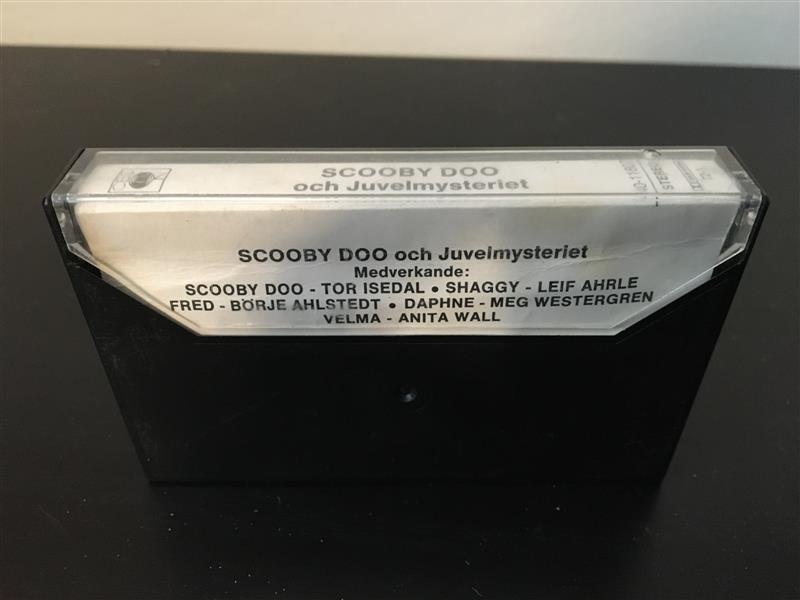 SCOOBY DOO
och Juvelmysteriet
STEREO
SCOOBY DOO och Juvelmysteriet
Medverkande:
SCOOBY DOO - TOR ISEDAL • SHAGGY - LEIF AHRLE
FRED - BÖRJE AHLSTEDT • DAPHNE - MEG WESTERGREN
VELMA - ANITA WALL